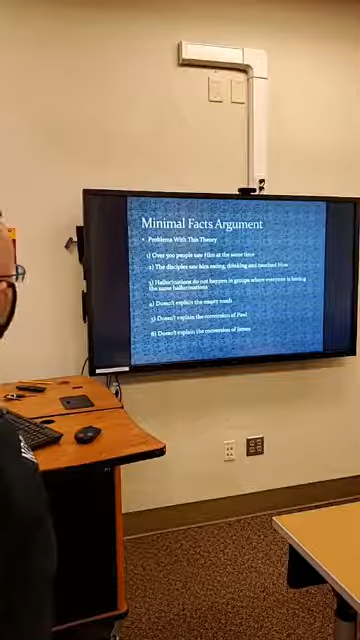 Minimal Facts Argument
• Problems With This Theory
1) Over 500 people saw Him at the same time
2) The disciples saw him eating, drinking and touched Him
3) Hallucinations do not happen in groups where everyone is having
the same hallucinations
4) Doesn't explain the empty tomb
5) Doesn't explain the conversion of Paul
6) Doesn't explain the conversion of James